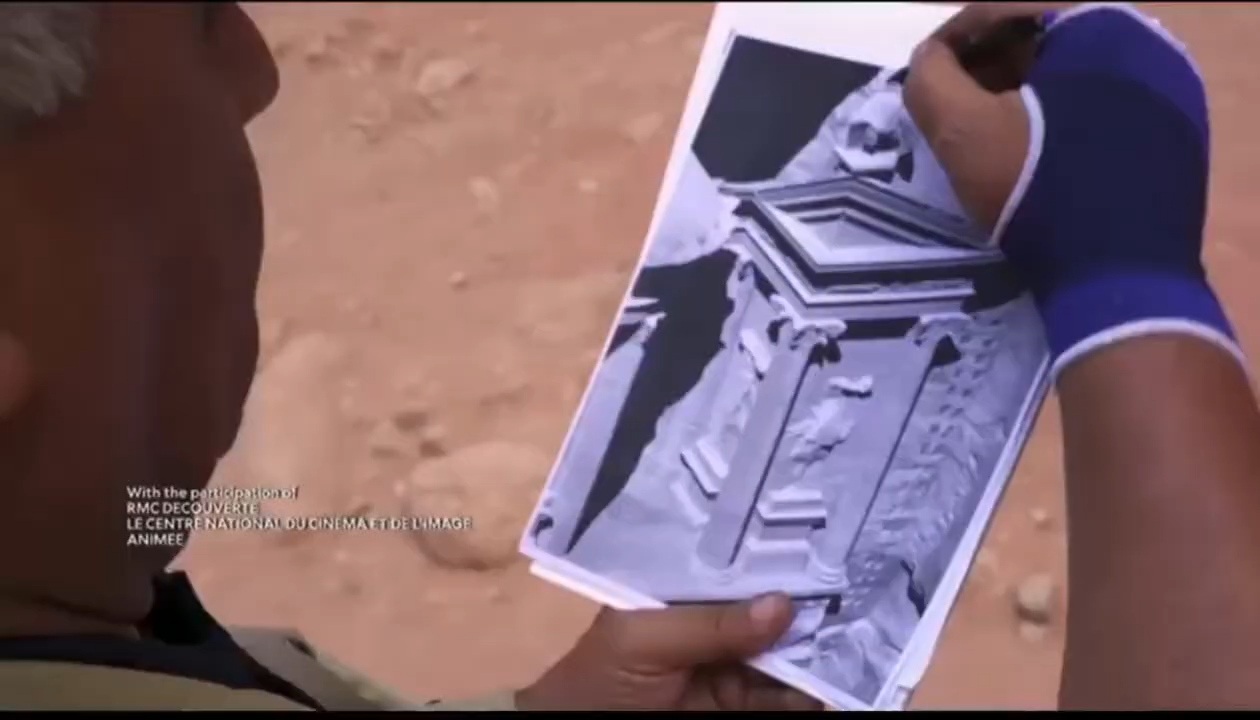 With the participation of
RMC DECOUVERTE
LE CENTRE NATIONAL DU CINEMA ET DE L'IMAGE
ANIMEE